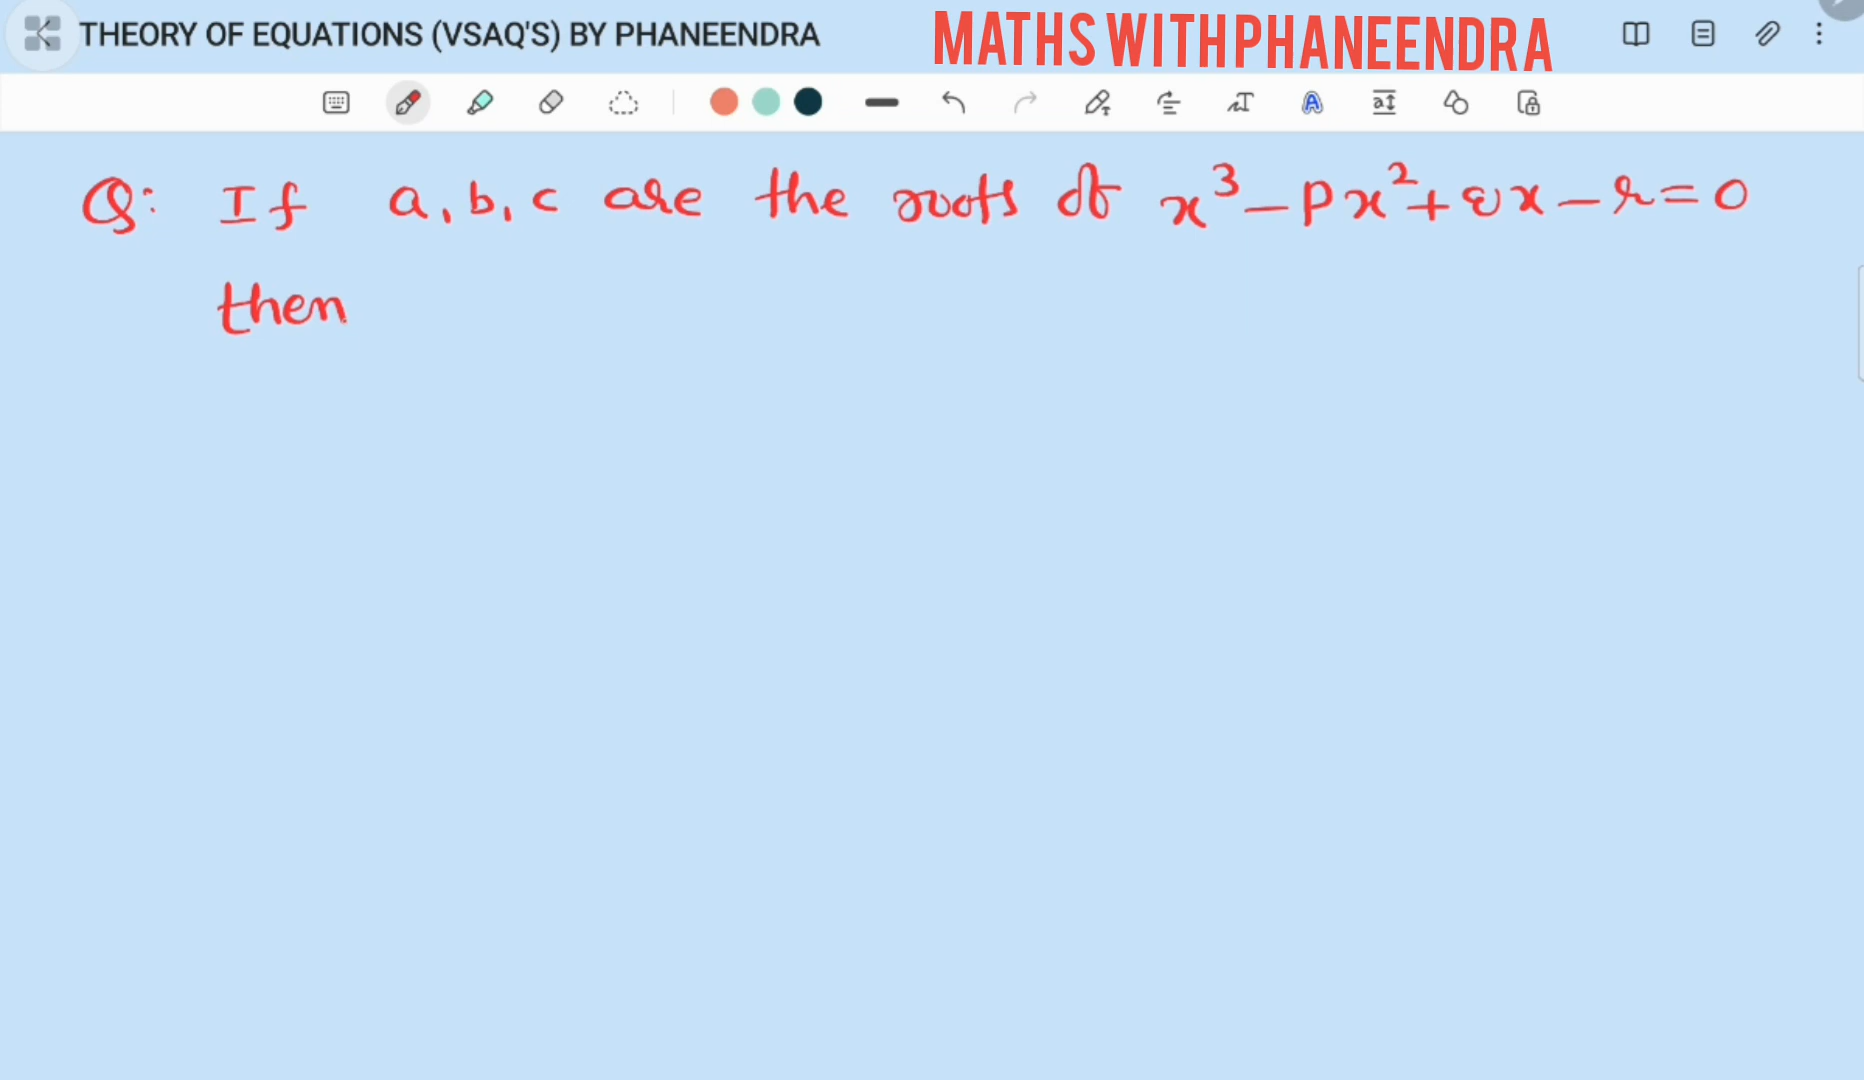 THEORY OF EQUATIONS (VSAQ'S) BY PHANEENDRA
MATHS WITH PHANEENDRA
Q: If a, b, c are the roots of x³ - px² + qx - r = 0
then